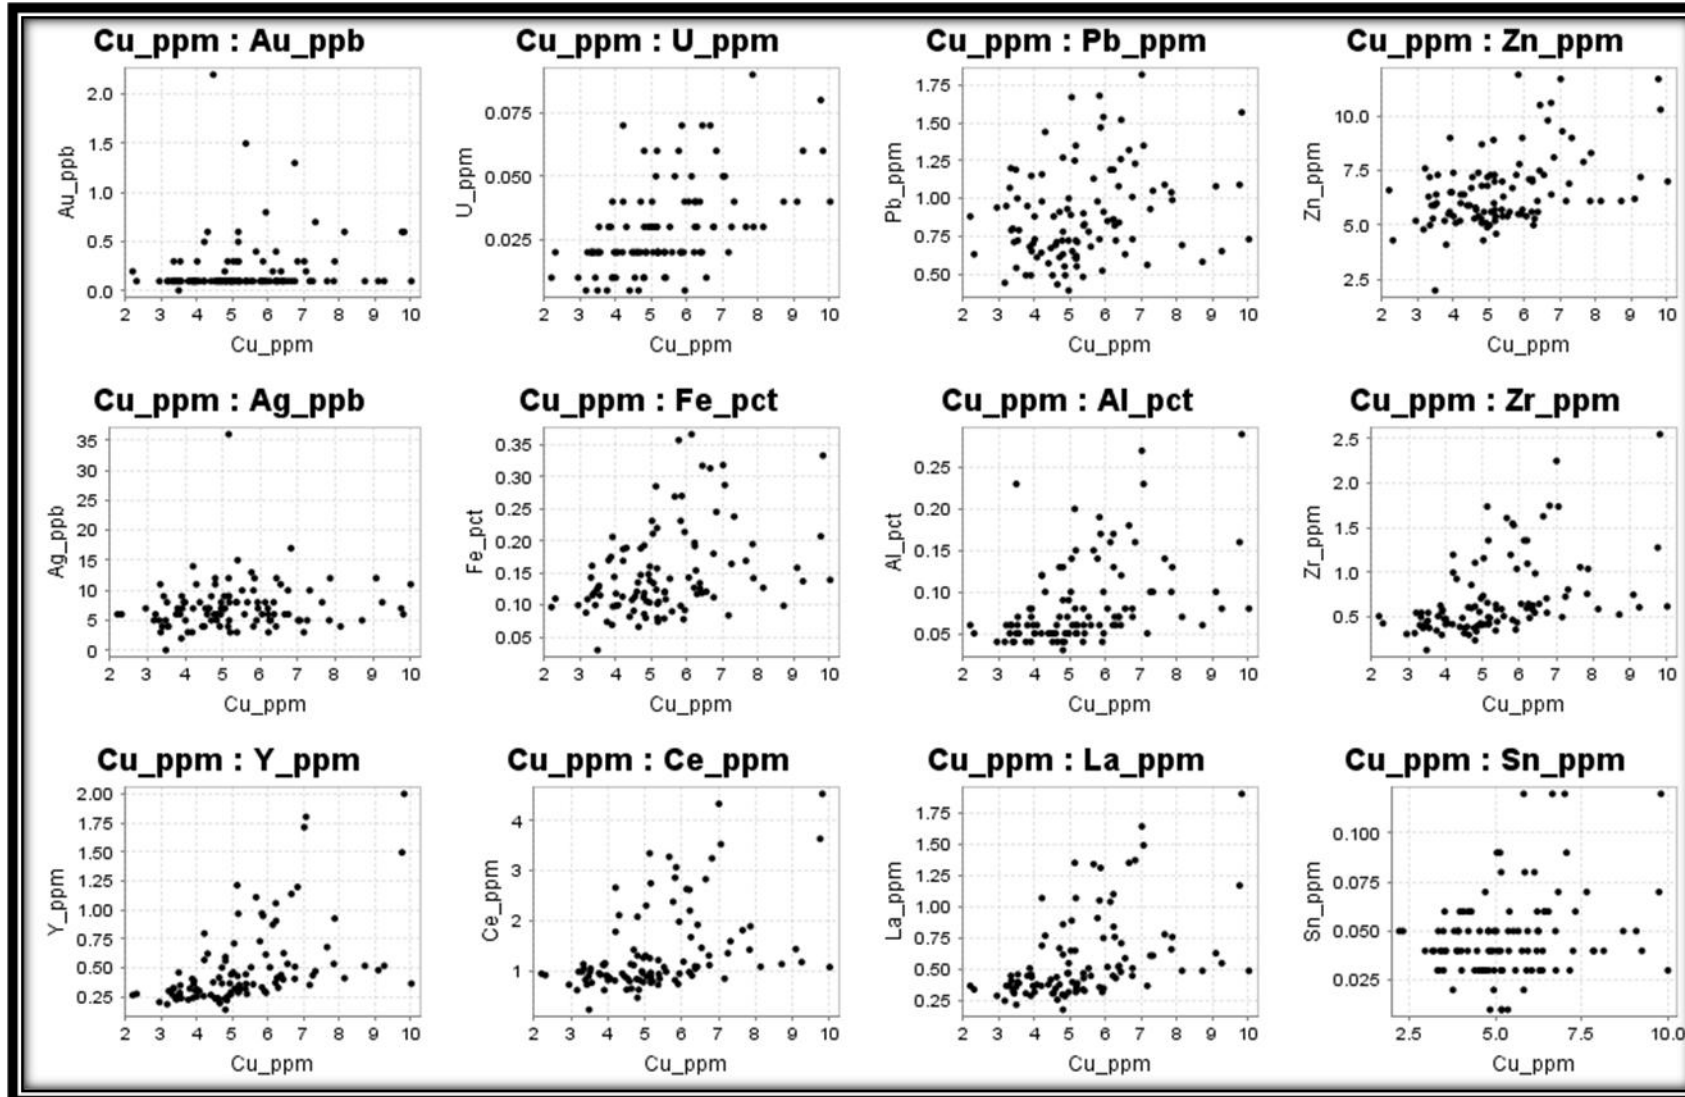 Cu_ppm : Au_ppb
Au_ppb
2.0
1.5
1.0
0.5
0.0
2 3 4 5 6 7 8 9 10
Cu_ppm
Cu_ppm : U_ppm
U_ppm
0.075
0.050
0.025
2 3 4 5 6 7 8 9 10
Cu_ppm
Cu_ppm : Pb_ppm
Pb_ppm
1.75
1.50
1.25
1.00
0.75
0.50
2 3 4 5 6 7 8 9 10
Cu_ppm
Cu_ppm : Zn_ppm
Zn_ppm
10.0
7.5
5.0
2.5
2 3 4 5 6 7 8 9 10
Cu_ppm
Cu_ppm : Ag_ppb
Ag_ppb
35
30
25
20
15
10
5
0
2 3 4 5 6 7 8 9 10
Cu_ppm
Cu_ppm : Fe_pct
Fe_pct
0.35
0.30
0.25
0.20
0.15
0.10
0.05
2 3 4 5 6 7 8 9 10
Cu_ppm
Cu_ppm : Al_pct
Al_pct
0.25
0.20
0.15
0.10
0.05
2 3 4 5 6 7 8 9 10
Cu_ppm
Cu_ppm : Zr_ppm
Zr_ppm
2.5
2.0
1.5
1.0
0.5
2 3 4 5 6 7 8 9 10
Cu_ppm
Cu_ppm : Y_ppm
Y_ppm
2.00
1.75
1.50
1.25
1.00
0.75
0.50
0.25
2 3 4 5 6 7 8 9 10
Cu_ppm
Cu_ppm : Ce_ppm
Ce_ppm
4
3
2
1
2 3 4 5 6 7 8 9 10
Cu_ppm
Cu_ppm : La_ppm
La_ppm
1.75
1.50
1.25
1.00
0.75
0.50
0.25
2 3 4 5 6 7 8 9 10
Cu_ppm
Cu_ppm : Sn_ppm
Sn_ppm
0.100
0.075
0.050
0.025
2.5 5.0 7.5 10.0
Cu_ppm